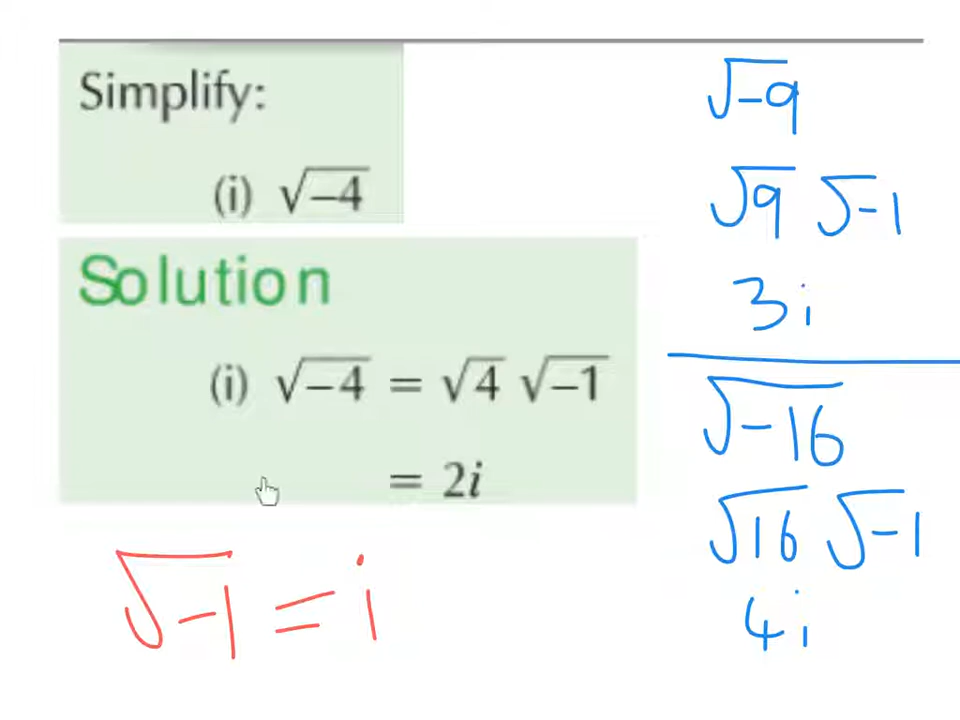 Simplify:
(i) √−4
Solution
(i) √−4 = √4 √−1
= 2i
√−1 = i
√−9
√9 √−1
3i
√−16
√16 √−1
4i